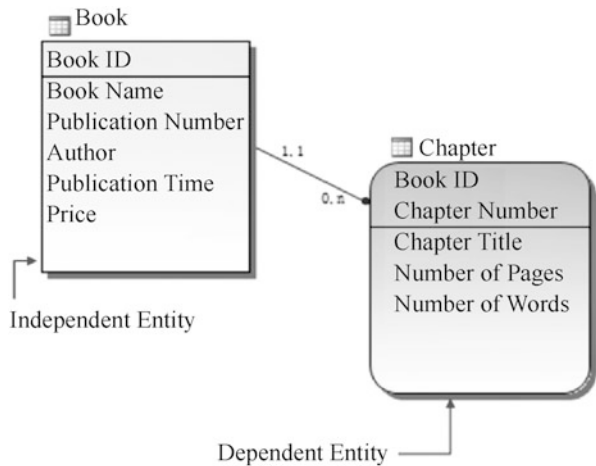 Book
Book ID
Book Name
Publication Number
Author
Publication Time
Price
1. 1
0. n
Chapter
Book ID
Chapter Number
Chapter Title
Number of Pages
Number of Words
Independent Entity
Dependent Entity